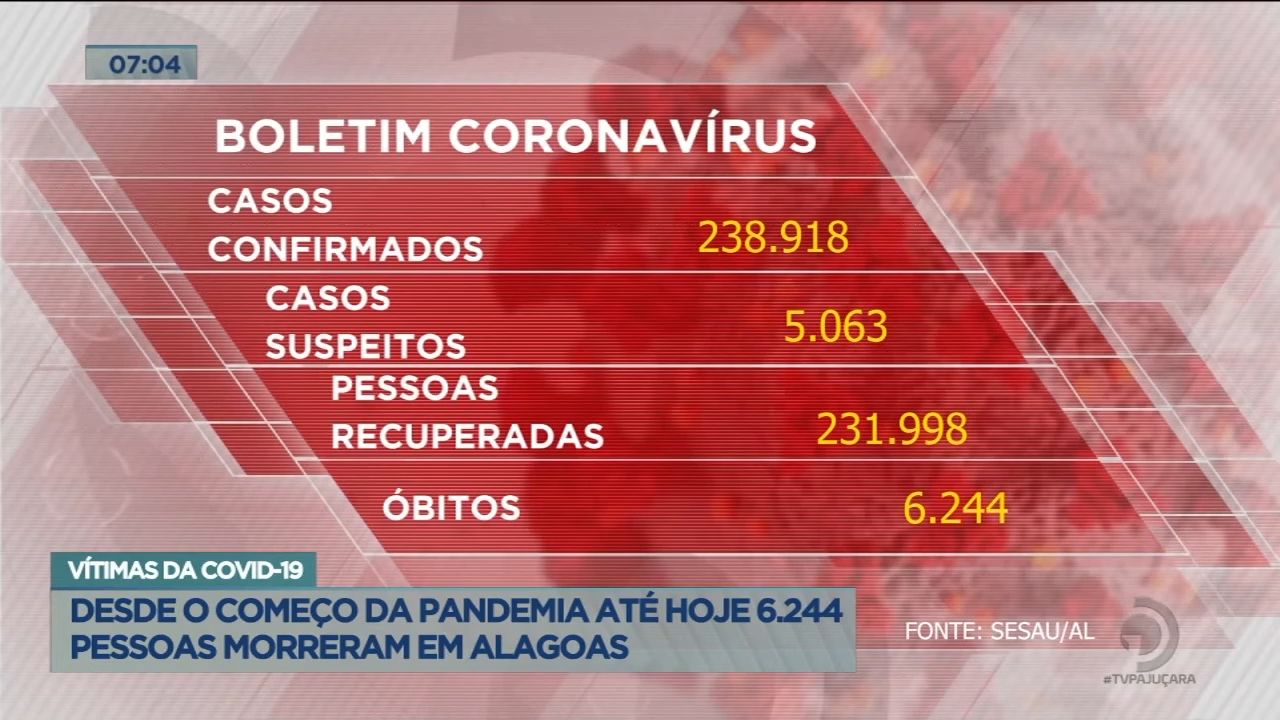 07:04
BOLETIM CORONAVÍRUS
CASOS
CONFIRMADOS
238.918
CASOS
SUSPEITOS
5.063
PESSOAS
RECUPERADAS
231.998
ÓBITOS
6.244
VÍTIMAS DA COVID-19
DESDE O COMEÇO DA PANDEMIA ATÉ HOJE 6.244
PESSOAS MORRERAM EM ALAGOAS
FONTE: SESAU/AL
#TVPAJUÇARA